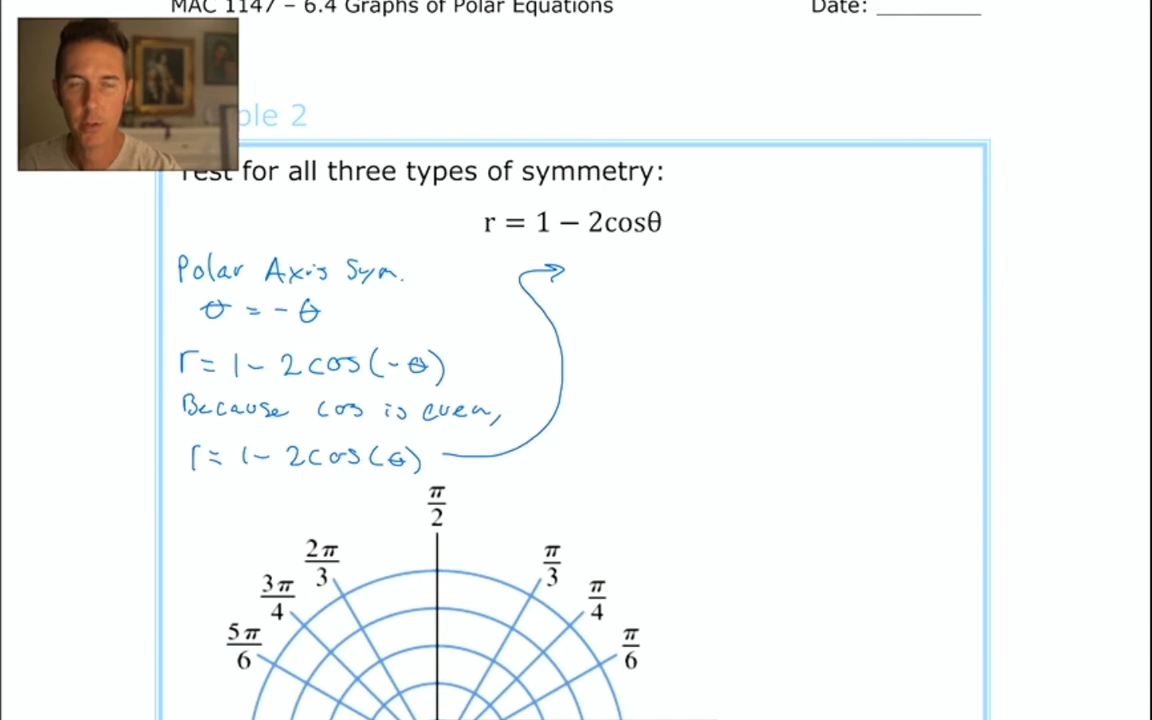 MAC 1147 – 6.4 Graphs of Polar Equations Date: ________
ple 2
Test for all three types of symmetry:
r = 1 − 2cosθ
Polar Axis Sym.
θ = -θ
r = 1 - 2cos(-θ)
Because cos is even,
r = 1 - 2cos(θ)
π/2
2π/3
π/3
3π/4
π/4
5π/6
π/6